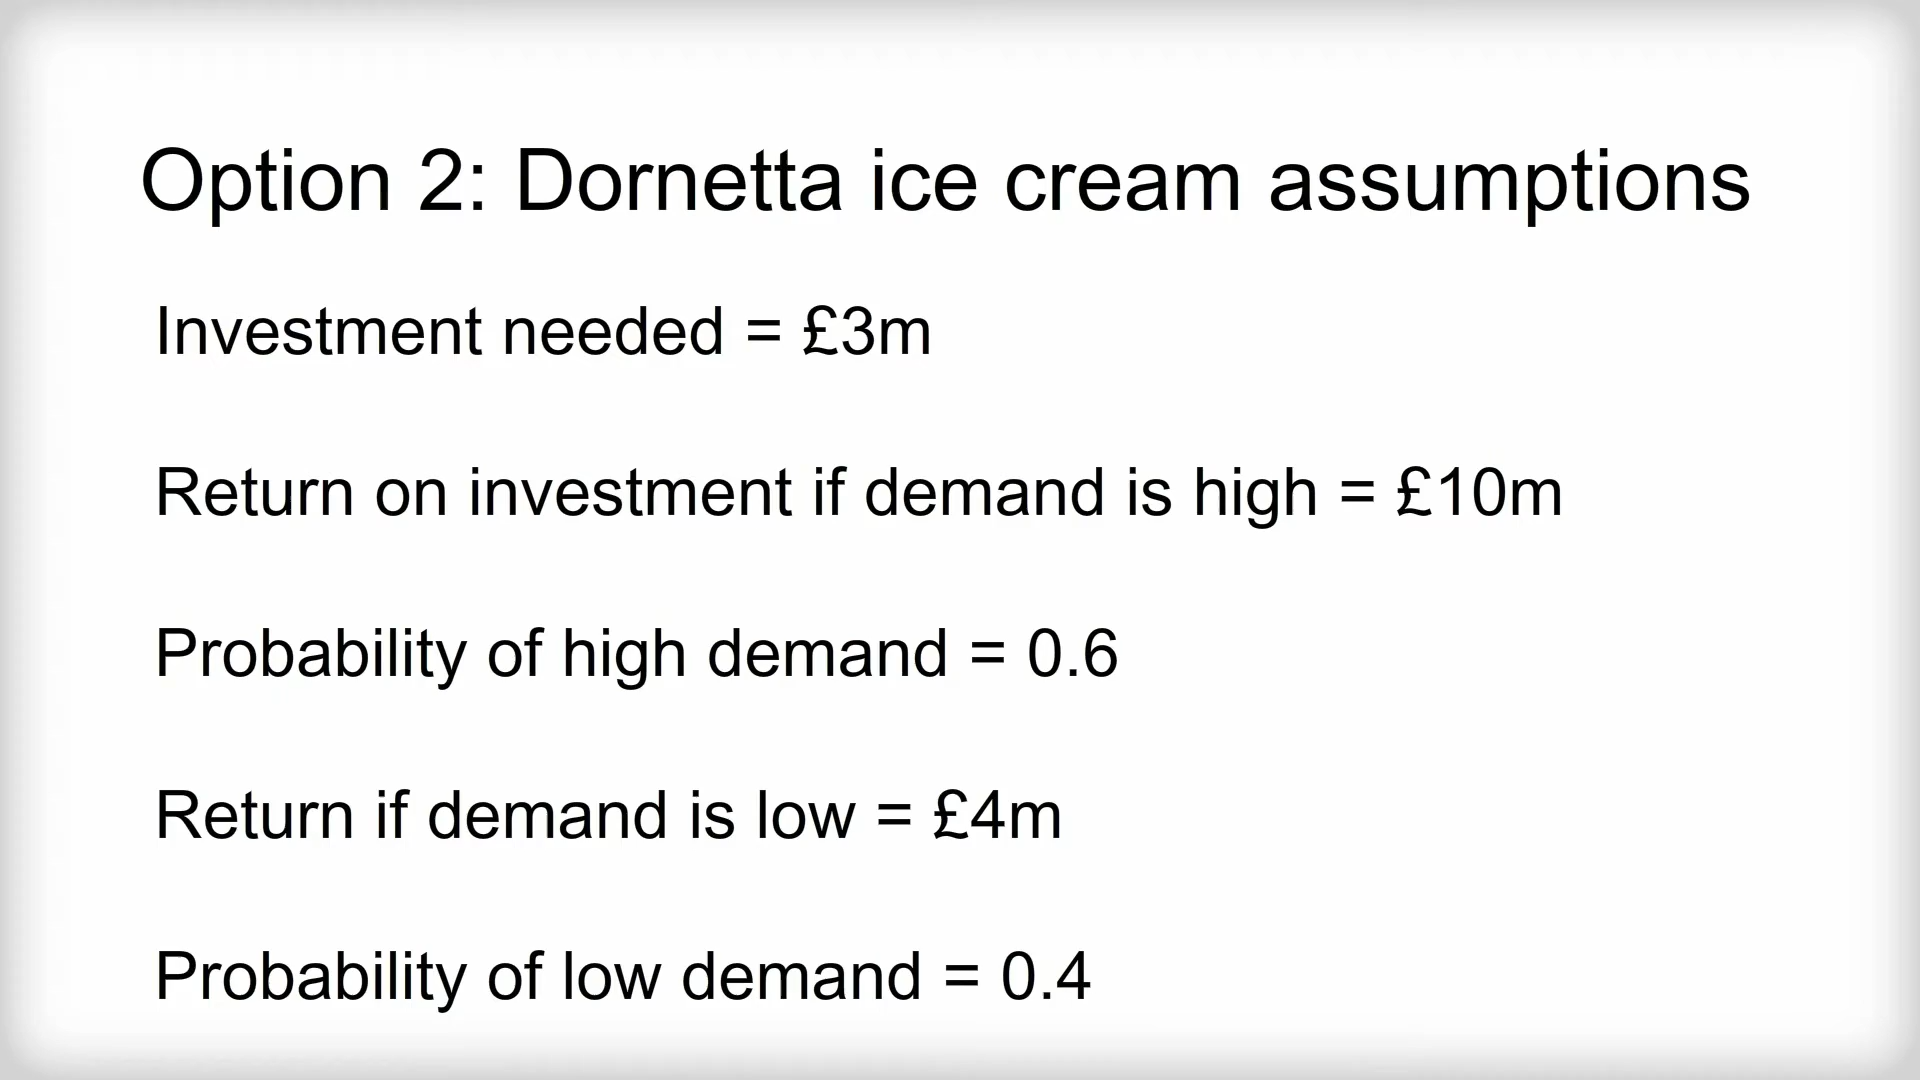 Option 2: Dornetta ice cream assumptions
Investment needed = £3m
Return on investment if demand is high = £10m
Probability of high demand = 0.6
Return if demand is low = £4m
Probability of low demand = 0.4